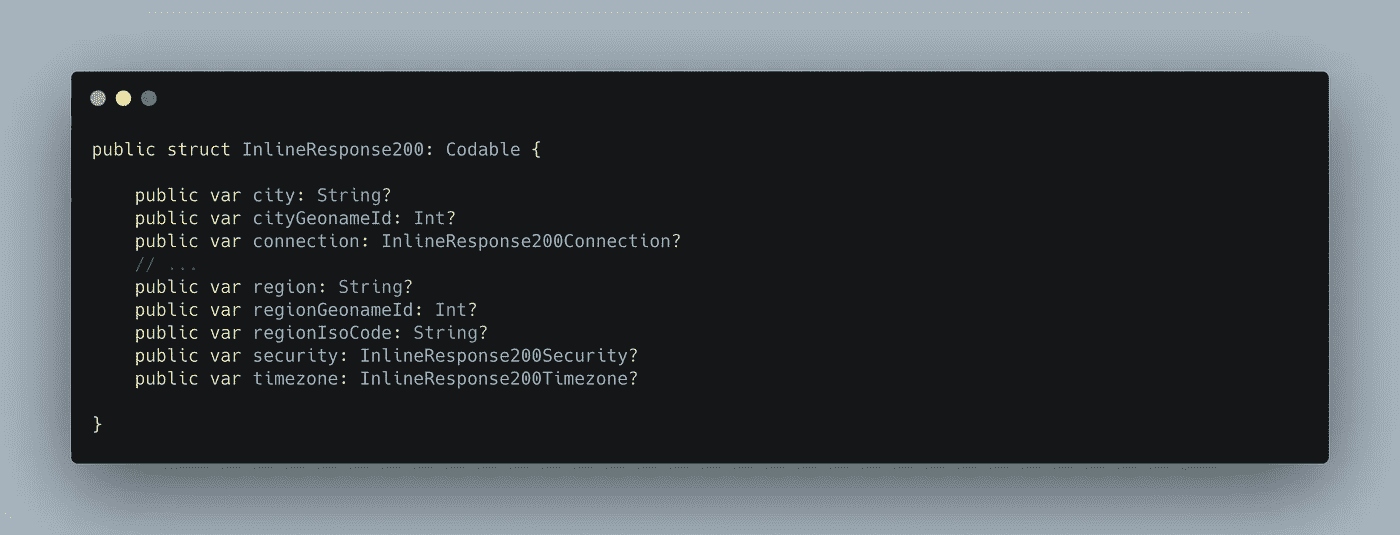 public struct InlineResponse200: Codable {
public var city: String?
public var cityGeonameId: Int?
public var connection: InlineResponse200Connection?
// ...
public var region: String?
public var regionGeonameId: Int?
public var regionIsoCode: String?
public var security: InlineResponse200Security?
public var timezone: InlineResponse200Timezone?
}